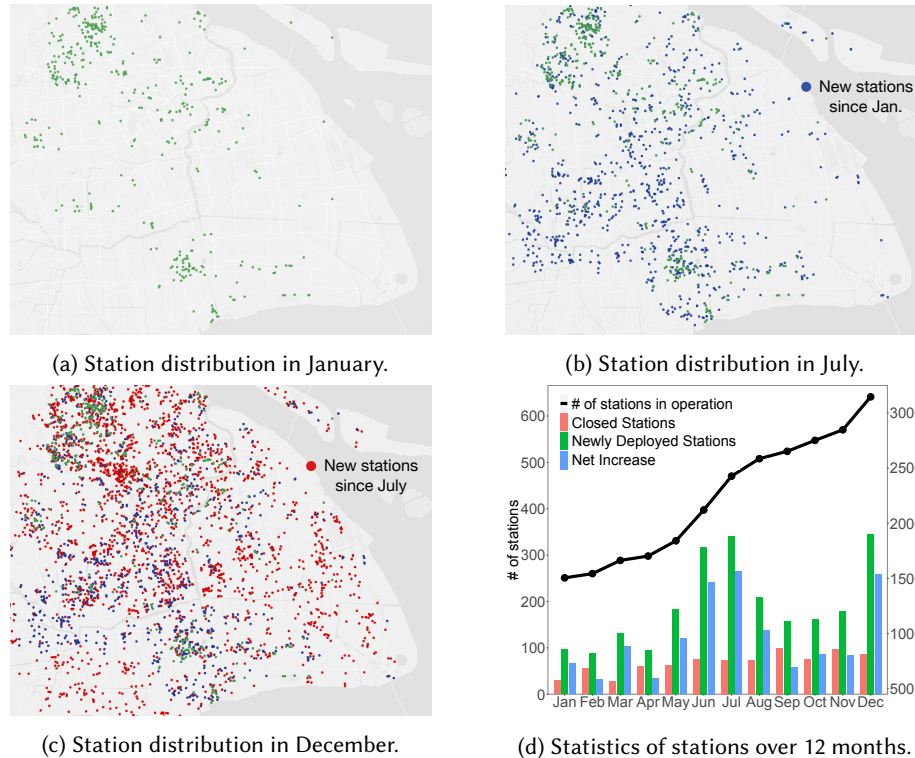 New stations
since Jan.
(a) Station distribution in January.
(b) Station distribution in July.
New stations
since July
(c) Station distribution in December.
# of stations in operation
Closed Stations
Newly Deployed Stations
Net Increase
# of stations
600
500
400
300
200
100
0
300
250
200
150
100
500
Jan Feb Mar Apr May Jun Jul Aug Sep Oct Nov Dec
(d) Statistics of stations over 12 months.